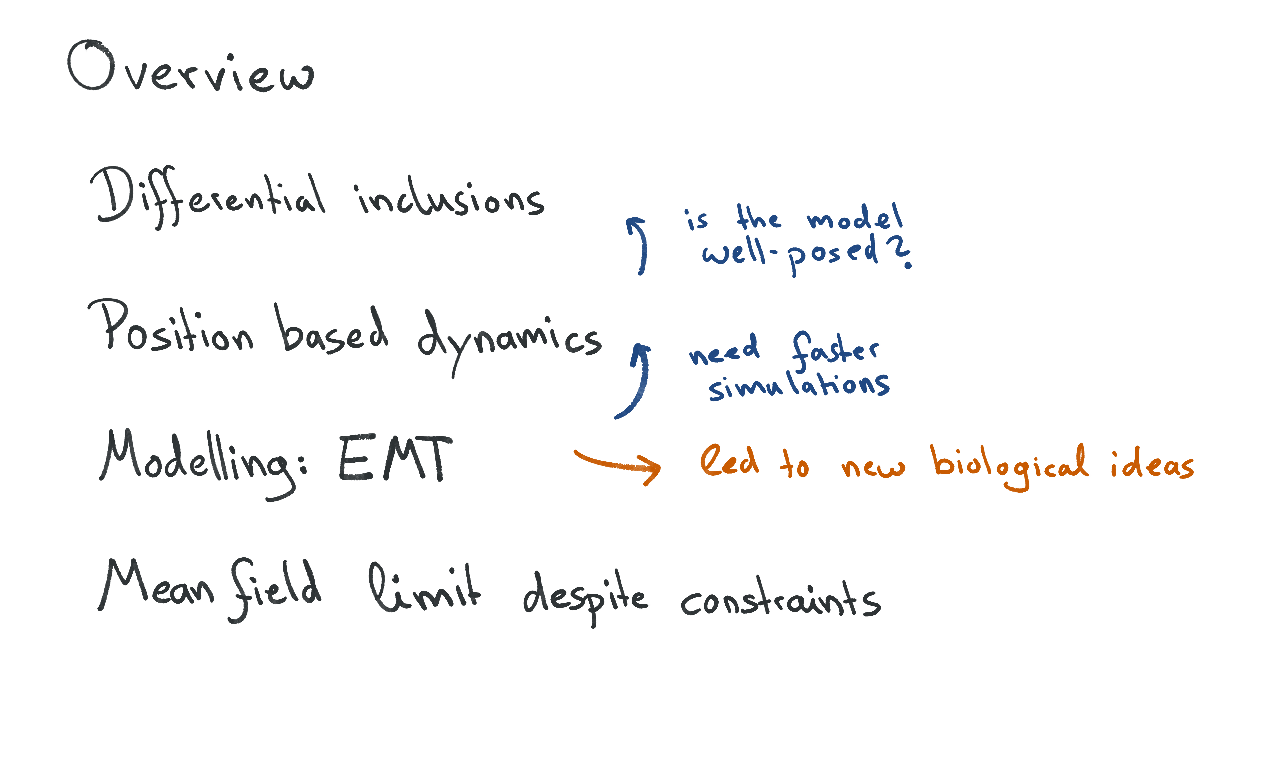 Overview
Differential inclusions
is the model
well-posed?
Position based dynamics
need faster
simulations
Modelling: EMT
led to new biological ideas
Mean field limit despite constraints